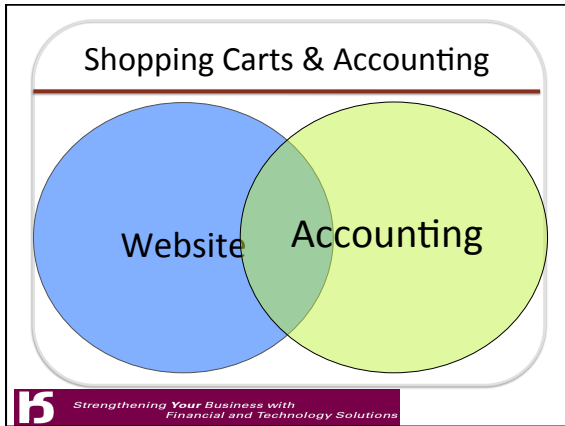 Shopping Carts & Accounting
Website
Accounting
Strengthening Your Business with
Financial and Technology Solutions